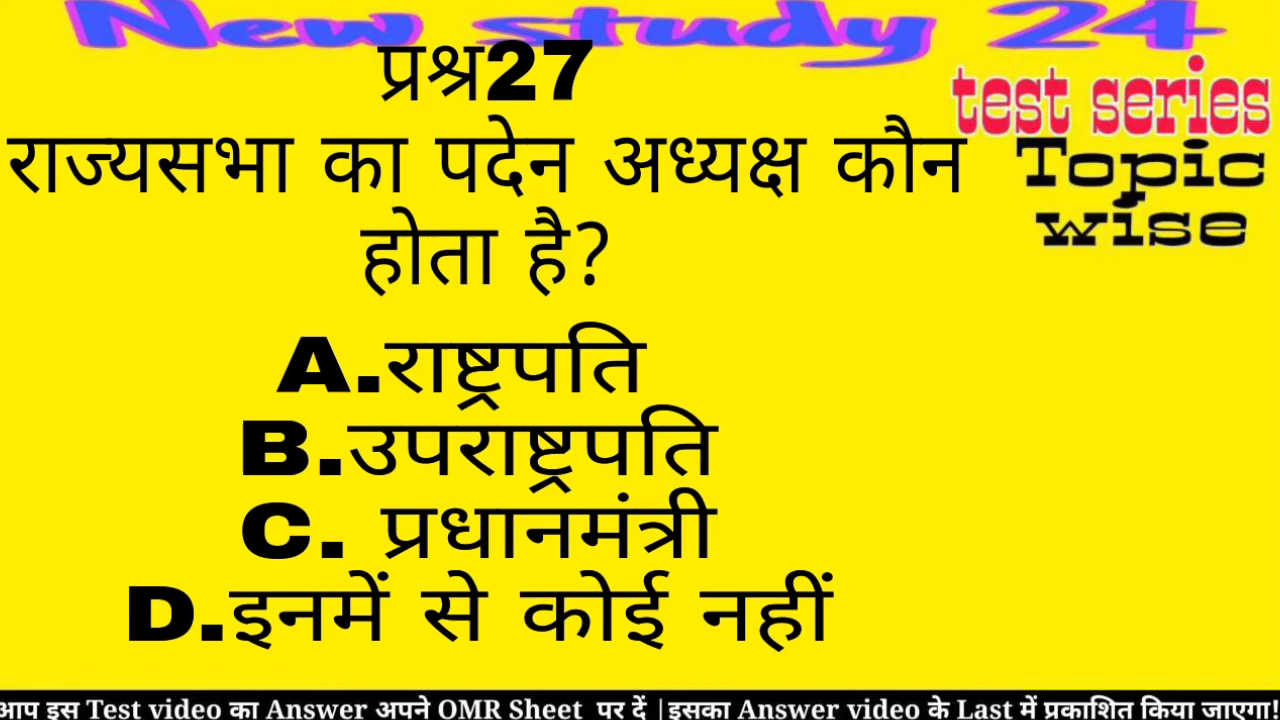 New study 24
प्रश्न27
test series
Topic
wise
राज्यसभा का पदेन अध्यक्ष कौन
होता है?
A.राष्ट्रपति
B.उपराष्ट्रपति
C. प्रधानमंत्री
D.इनमें से कोई नहीं
आप इस Test video का Answer अपने OMR Sheet पर दें |इसका Answer video के Last में प्रकाशित किया जाएगा!